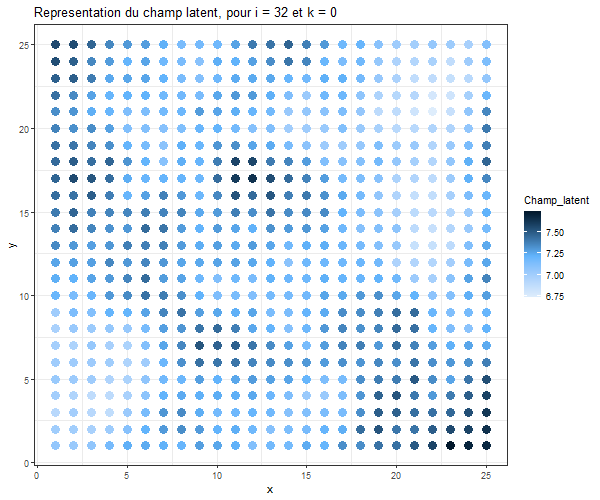 Representation du champ latent, pour i = 32 et k = 0
25
20
15
10
5
0
y
0 5 10 15 20 25
x
Champ_latent
7.50
7.25
7.00
6.75